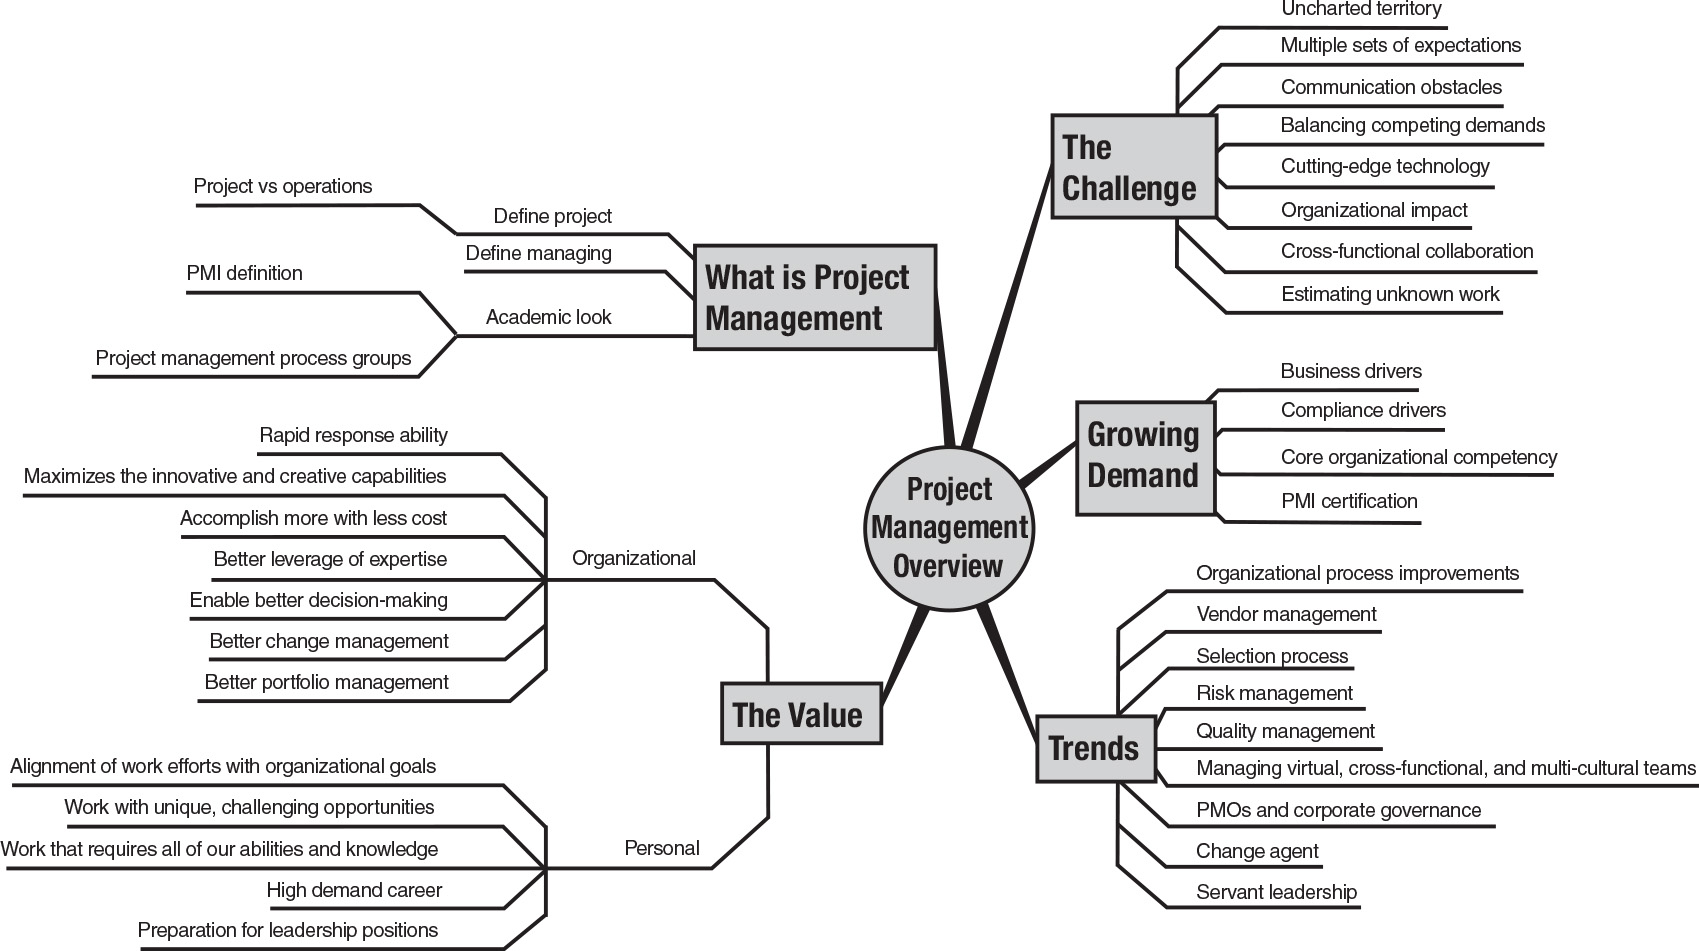 Project
Management
Overview
What is Project
Management
Define project
Project vs operations
Define managing
Academic look
PMI definition
Project management process groups
The
Challenge
Uncharted territory
Multiple sets of expectations
Communication obstacles
Balancing competing demands
Cutting-edge technology
Organizational impact
Cross-functional collaboration
Estimating unknown work
Growing
Demand
Business drivers
Compliance drivers
Core organizational competency
PMI certification
Trends
Organizational process improvements
Vendor management
Selection process
Risk management
Quality management
Managing virtual, cross-functional, and multi-cultural teams
PMOs and corporate governance
Change agent
Servant leadership
The Value
Organizational
Rapid response ability
Maximizes the innovative and creative capabilities
Accomplish more with less cost
Better leverage of expertise
Enable better decision-making
Better change management
Better portfolio management
Personal
Alignment of work efforts with organizational goals
Work with unique, challenging opportunities
Work that requires all of our abilities and knowledge
High demand career
Preparation for leadership positions